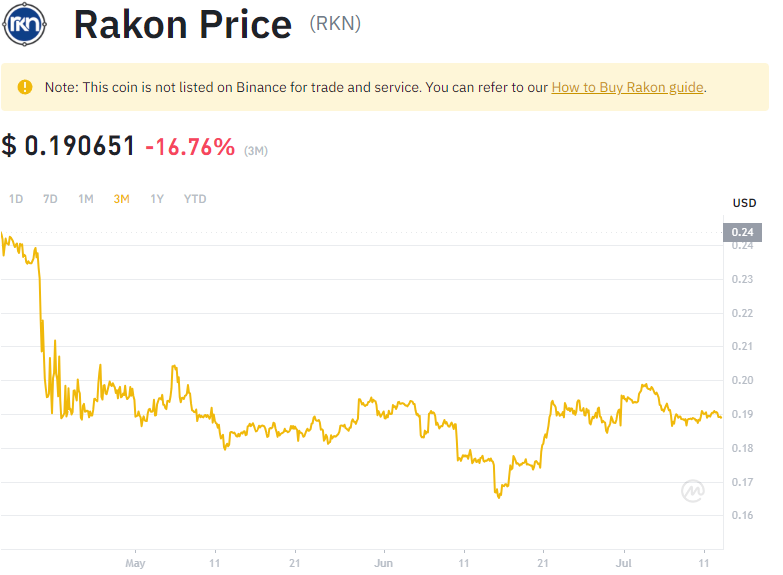 RKN
Rakon Price (RKN)
Note: This coin is not listed on Binance for trade and service. You can refer to our How to Buy Rakon guide.
$ 0.190651 -16.76% (3M)
1D 7D 1M 3M 1Y YTD
USD
0.24
0.24
0.23
0.22
0.21
0.20
0.19
0.18
0.17
0.16
May 11 21 Jun 11 21 Jul 11